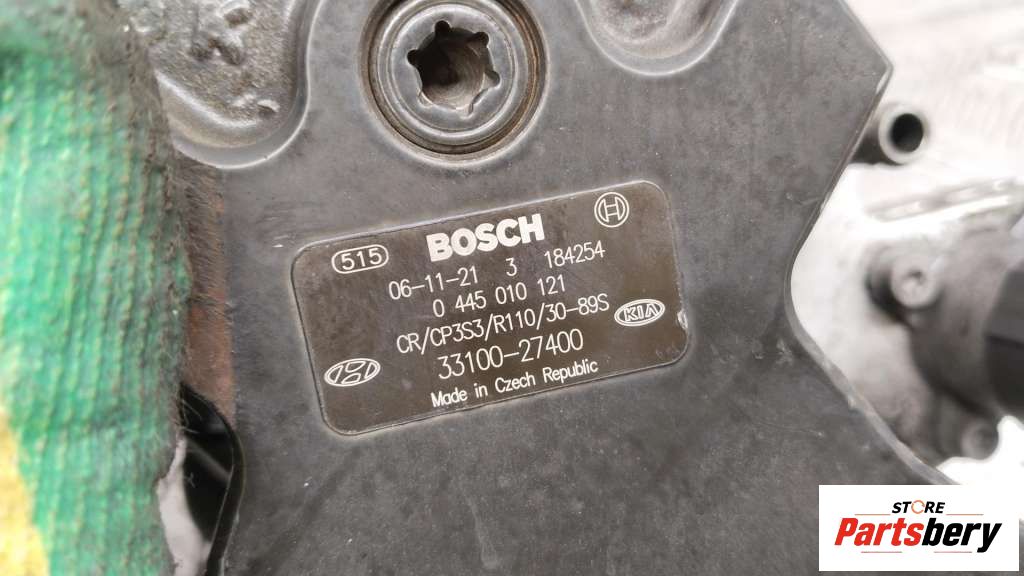 BOSCH
515
06-11-21 3 184254
0 445 010 121
CR/CP3S3/R110/30-89S
KIA
33100-27400
Made in Czech Republic
STORE
Partsbery